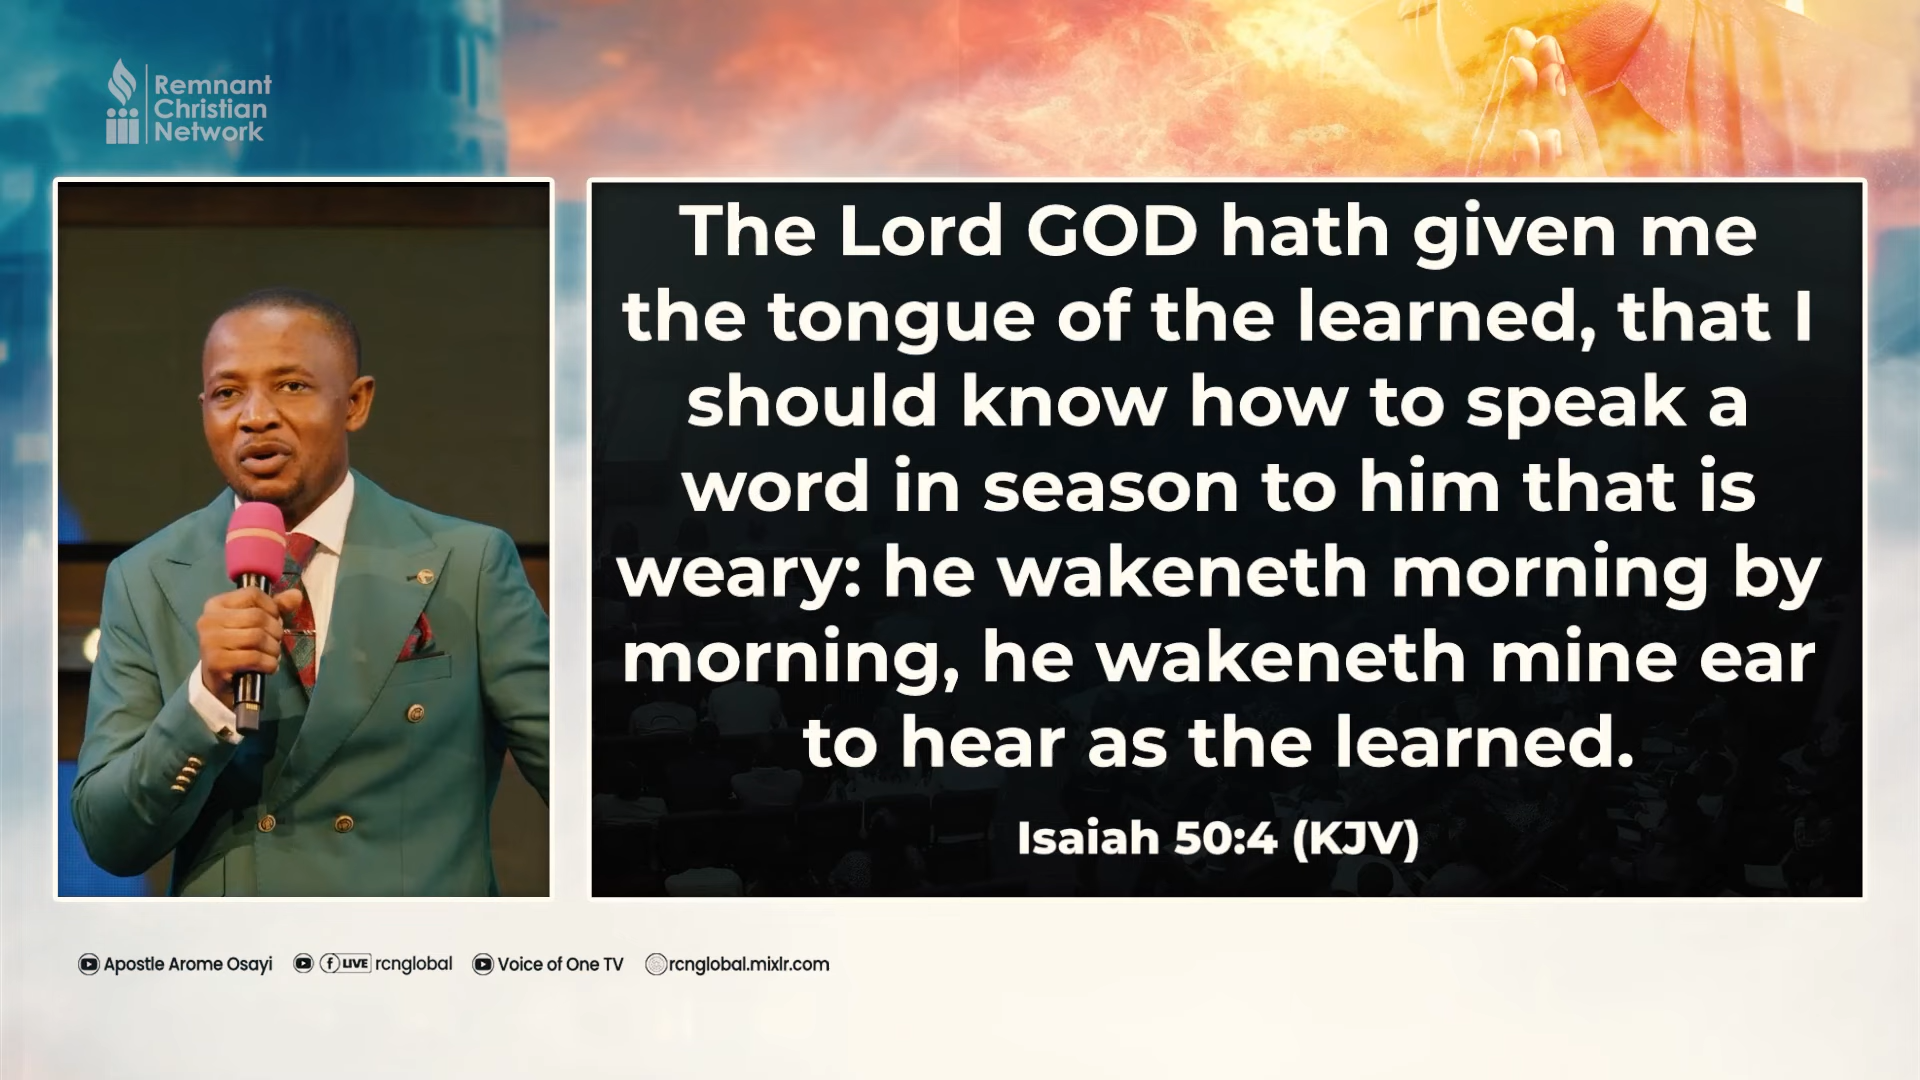 Remnant
Christian
Network
The Lord GOD hath given me
the tongue of the learned, that I
should know how to speak a
word in season to him that is
weary: he wakeneth morning by
morning, he wakeneth mine ear
to hear as the learned.
Isaiah 50:4 (KJV)
Apostle Arome Osayi f LIVE rcnglobal Voice of One TV rcnglobal.mixlr.com